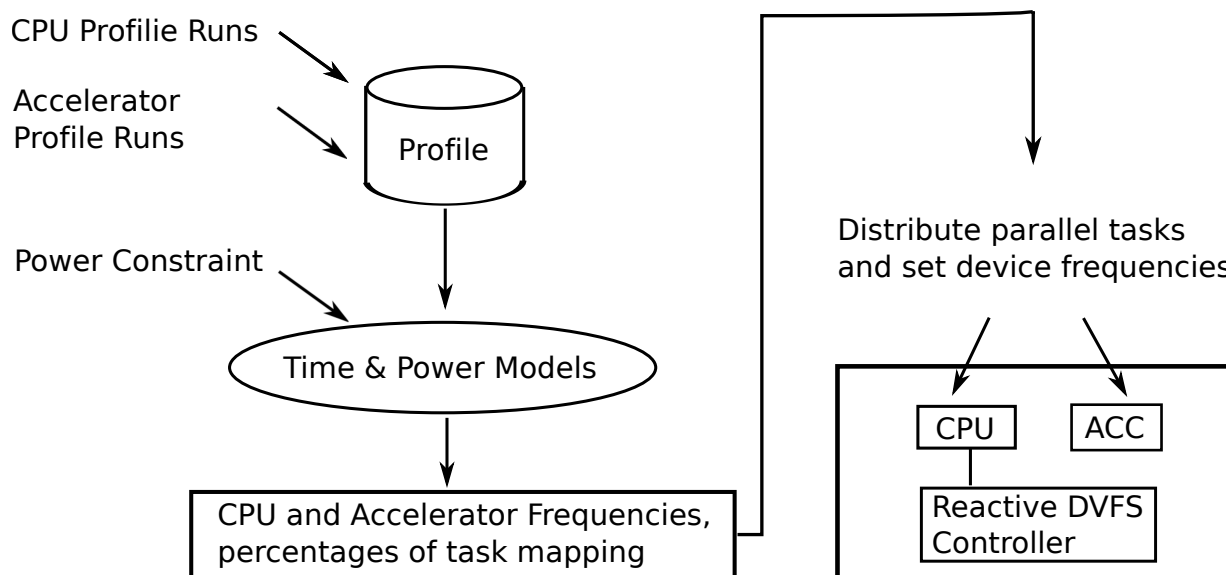 CPU Profilie Runs
Accelerator
Profile Runs
Profile
Power Constraint
Time & Power Models
CPU and Accelerator Frequencies,
percentages of task mapping
Distribute parallel tasks
and set device frequencies
CPU
ACC
Reactive DVFS
Controller